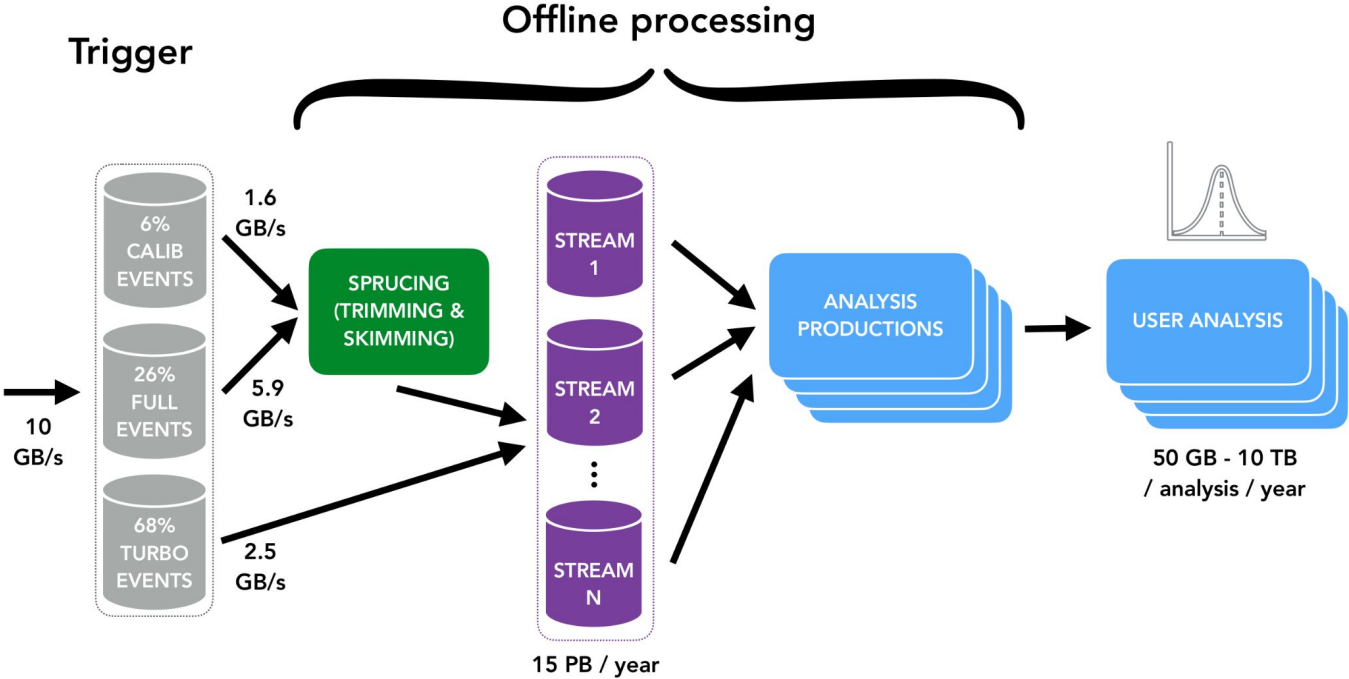 Offline processing
Trigger
6%
CALIB
EVENTS
1.6
GB/s
26%
FULL
EVENTS
5.9
GB/s
10
GB/s
68%
TURBO
EVENTS
2.5
GB/s
SPRUCING
(TRIMMING &
SKIMMING)
STREAM
1
STREAM
2
STREAM
N
15 PB / year
ANALYSIS
PRODUCTIONS
USER ANALYSIS
50 GB - 10 TB
/ analysis / year